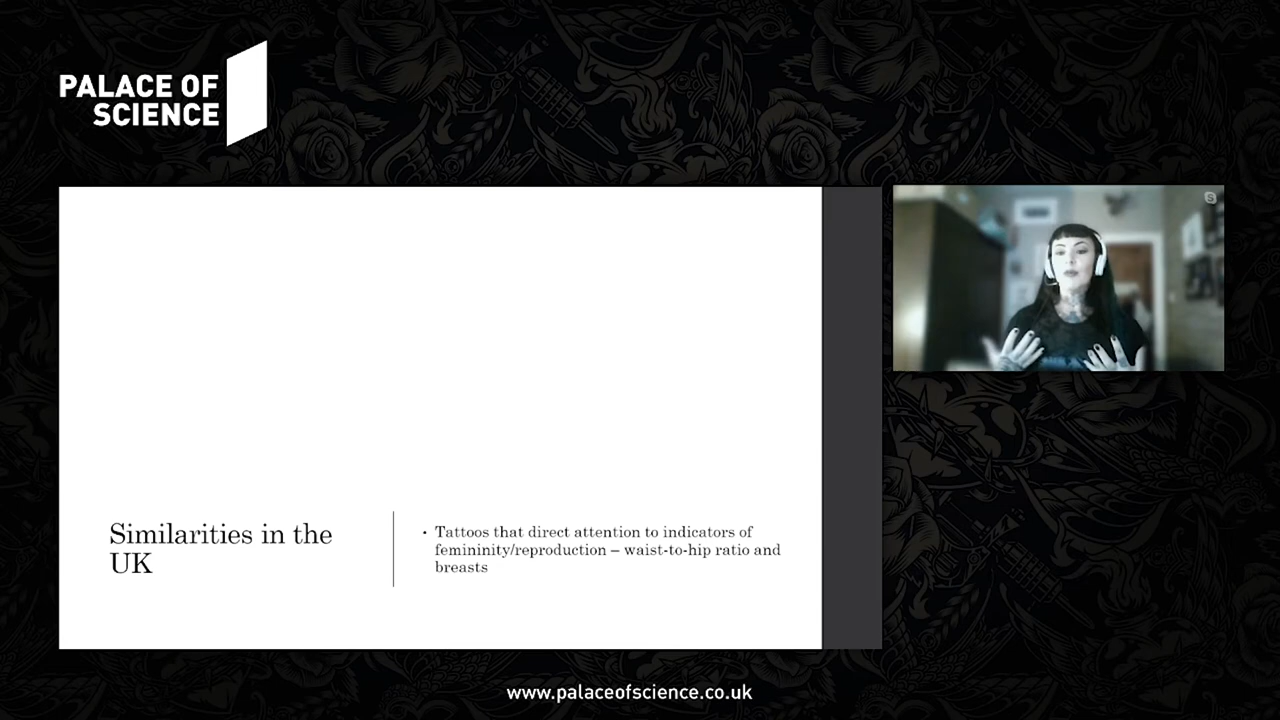 PALACE OF
SCIENCE
Similarities in the
UK
• Tattoos that direct attention to indicators of
femininity/reproduction – waist-to-hip ratio and
breasts
www.palaceofscience.co.uk